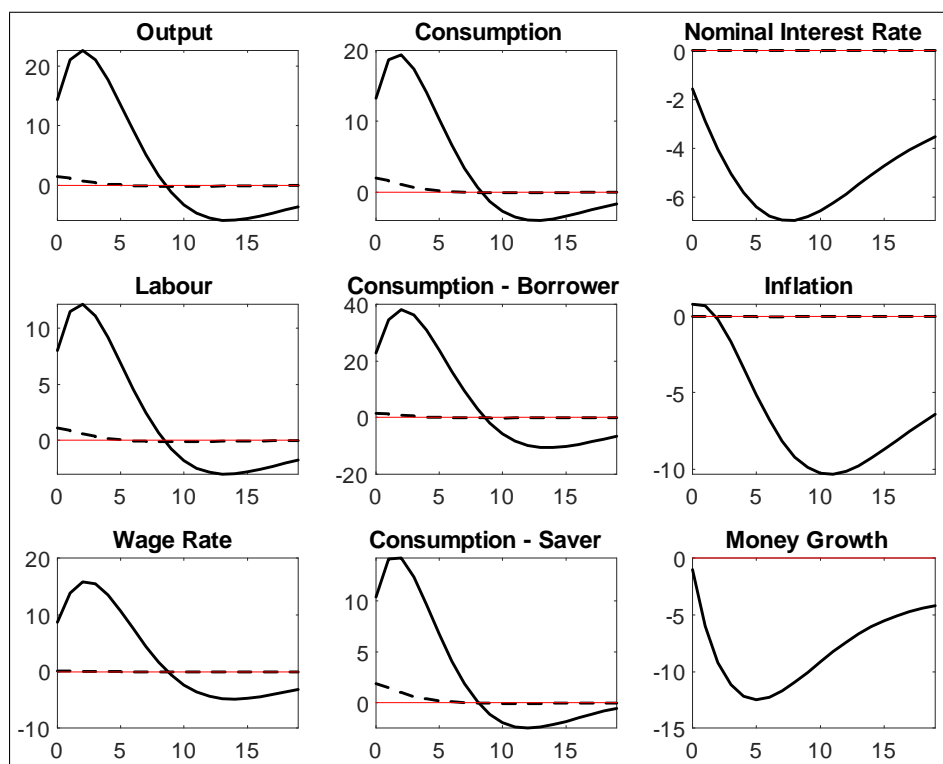 Output
20
10
0
0 5 10 15
Consumption
20
10
0
0 5 10 15
Nominal Interest Rate
0
-2
-4
-6
0 5 10 15
Labour
10
5
0
0 5 10 15
Consumption - Borrower
40
20
0
-20
0 5 10 15
Inflation
0
-5
-10
0 5 10 15
Wage Rate
20
10
0
-10
0 5 10 15
Consumption - Saver
10
5
0
0 5 10 15
Money Growth
0
-5
-10
-15
0 5 10 15